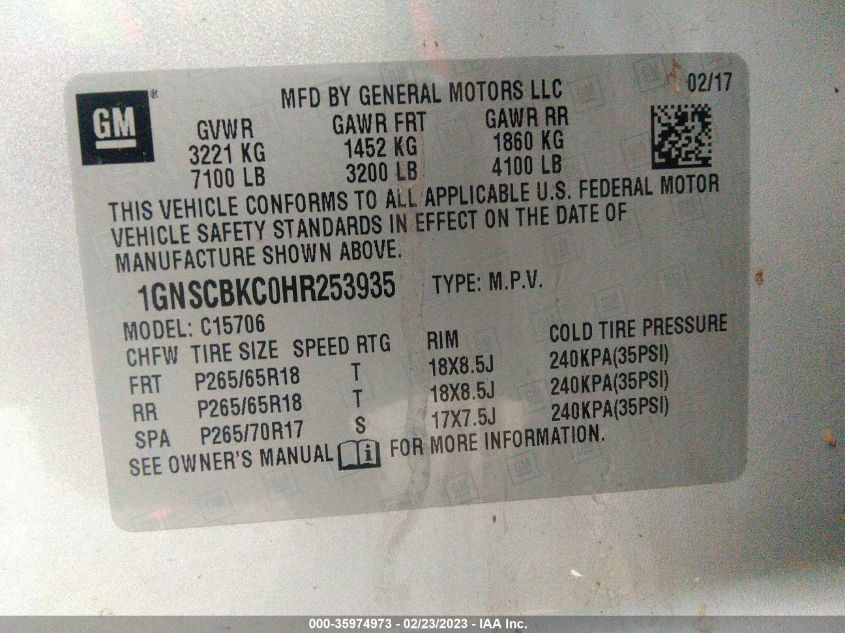 MFD BY GENERAL MOTORS LLC 02/17
GM®
GVWR GAWR FRT GAWR RR
3221 KG 1452 KG 1860 KG
7100 LB 3200 LB 4100 LB
THIS VEHICLE CONFORMS TO ALL APPLICABLE U.S. FEDERAL MOTOR
VEHICLE SAFETY STANDARDS IN EFFECT ON THE DATE OF
MANUFACTURE SHOWN ABOVE.
1GNSCBKC0HR253935 TYPE: M.P.V.
MODEL: C15706
CHFW TIRE SIZE SPEED RTG RIM COLD TIRE PRESSURE
FRT P265/65R18 T 18X8.5J 240KPA(35PSI)
RR P265/65R18 T 18X8.5J 240KPA(35PSI)
SPA P265/70R17 S 17X7.5J 240KPA(35PSI)
SEE OWNER'S MANUAL i FOR MORE INFORMATION.
000-35974973 - 02/23/2023 - IAA Inc.